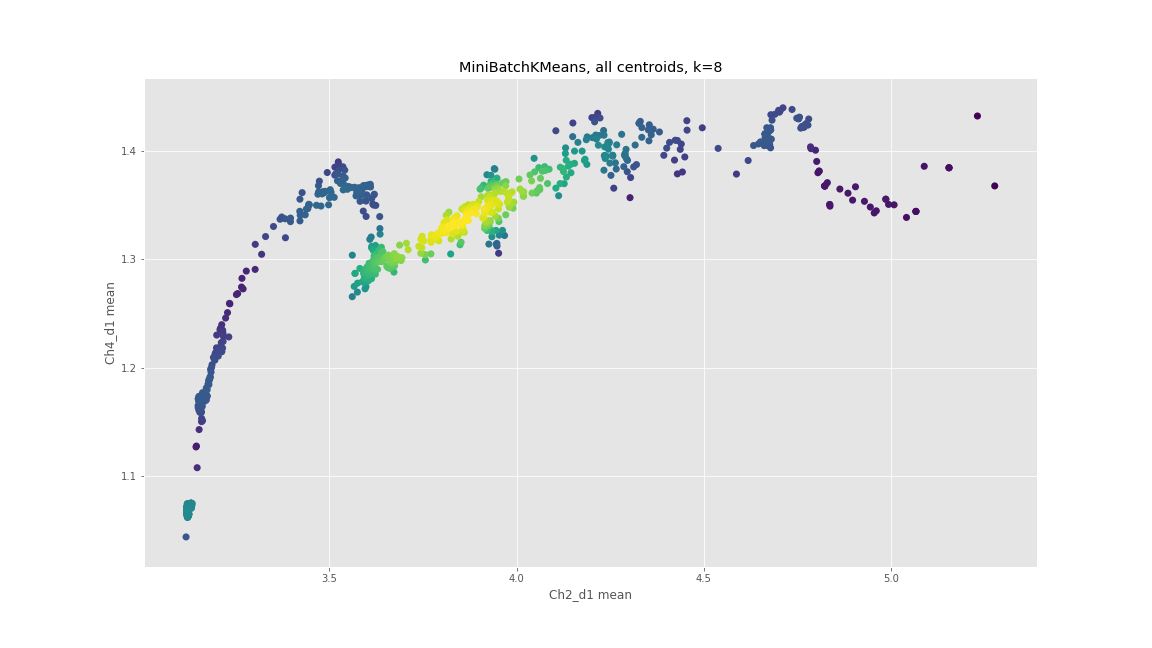 MiniBatchKMeans, all centroids, k=8
Ch4_d1 mean
1.4
1.3
1.2
1.1
3.5
4.0
4.5
5.0
Ch2_d1 mean